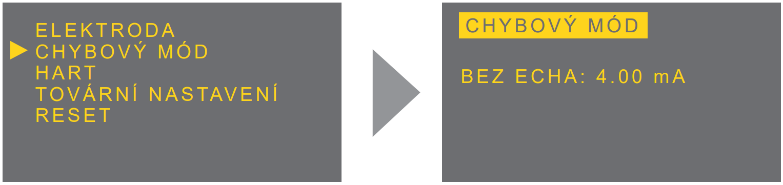 ELEKTRODA
CHYBOVÝ MÓD
HART
TOVÁRNÍ NASTAVENÍ
RESET
CHYBOVÝ MÓD
BEZ ECHA: 4.00 mA